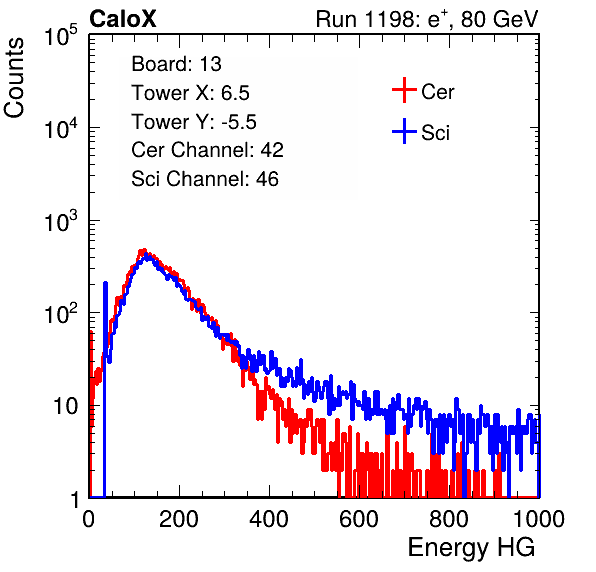 CaloX Run 1198: e⁺, 80 GeV
Counts
Board: 13
Tower X: 6.5
Tower Y: -5.5
Cer Channel: 42
Sci Channel: 46
Cer
Sci
10⁵
10⁴
10³
10²
10
1
0 200 400 600 800 1000
Energy HG